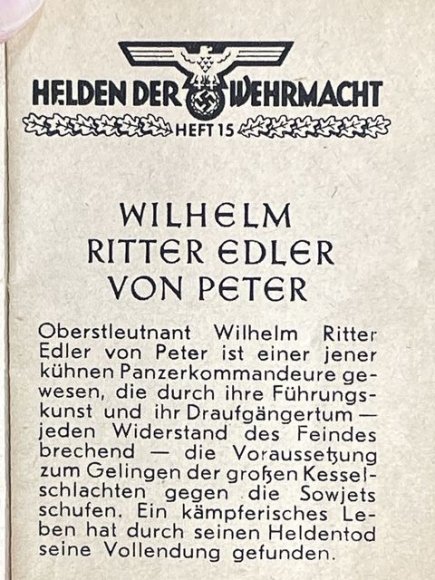 HELDEN DER WEHRMACHT
HEFT 15
WILHELM
RITTER EDLER
VON PETER
Oberstleutnant Wilhelm Ritter
Edler von Peter ist einer jener
kühnen Panzerkommandeure ge-
wesen, die durch ihre Führungs-
kunst und ihr Draufgängertum —
jeden Widerstand des Feindes
brechend — die Voraussetzung
zum Gelingen der großen Kessel-
schlachten gegen die Sowjets
schufen. Ein kämpferisches Le-
ben hat durch seinen Heldentod
seine Vollendung gefunden.